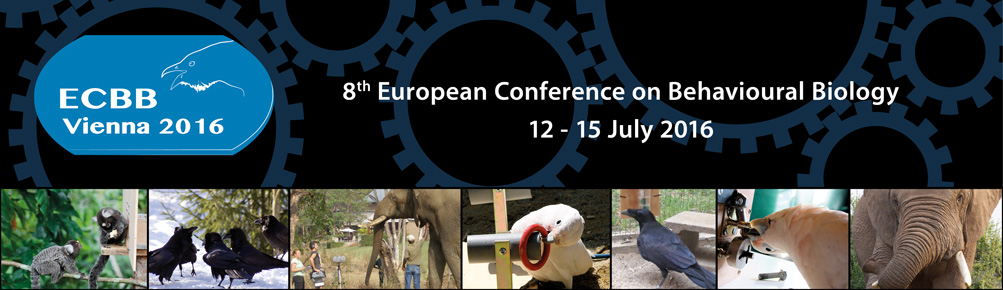 ECBB
Vienna 2016
8th European Conference on Behavioural Biology
12 - 15 July 2016